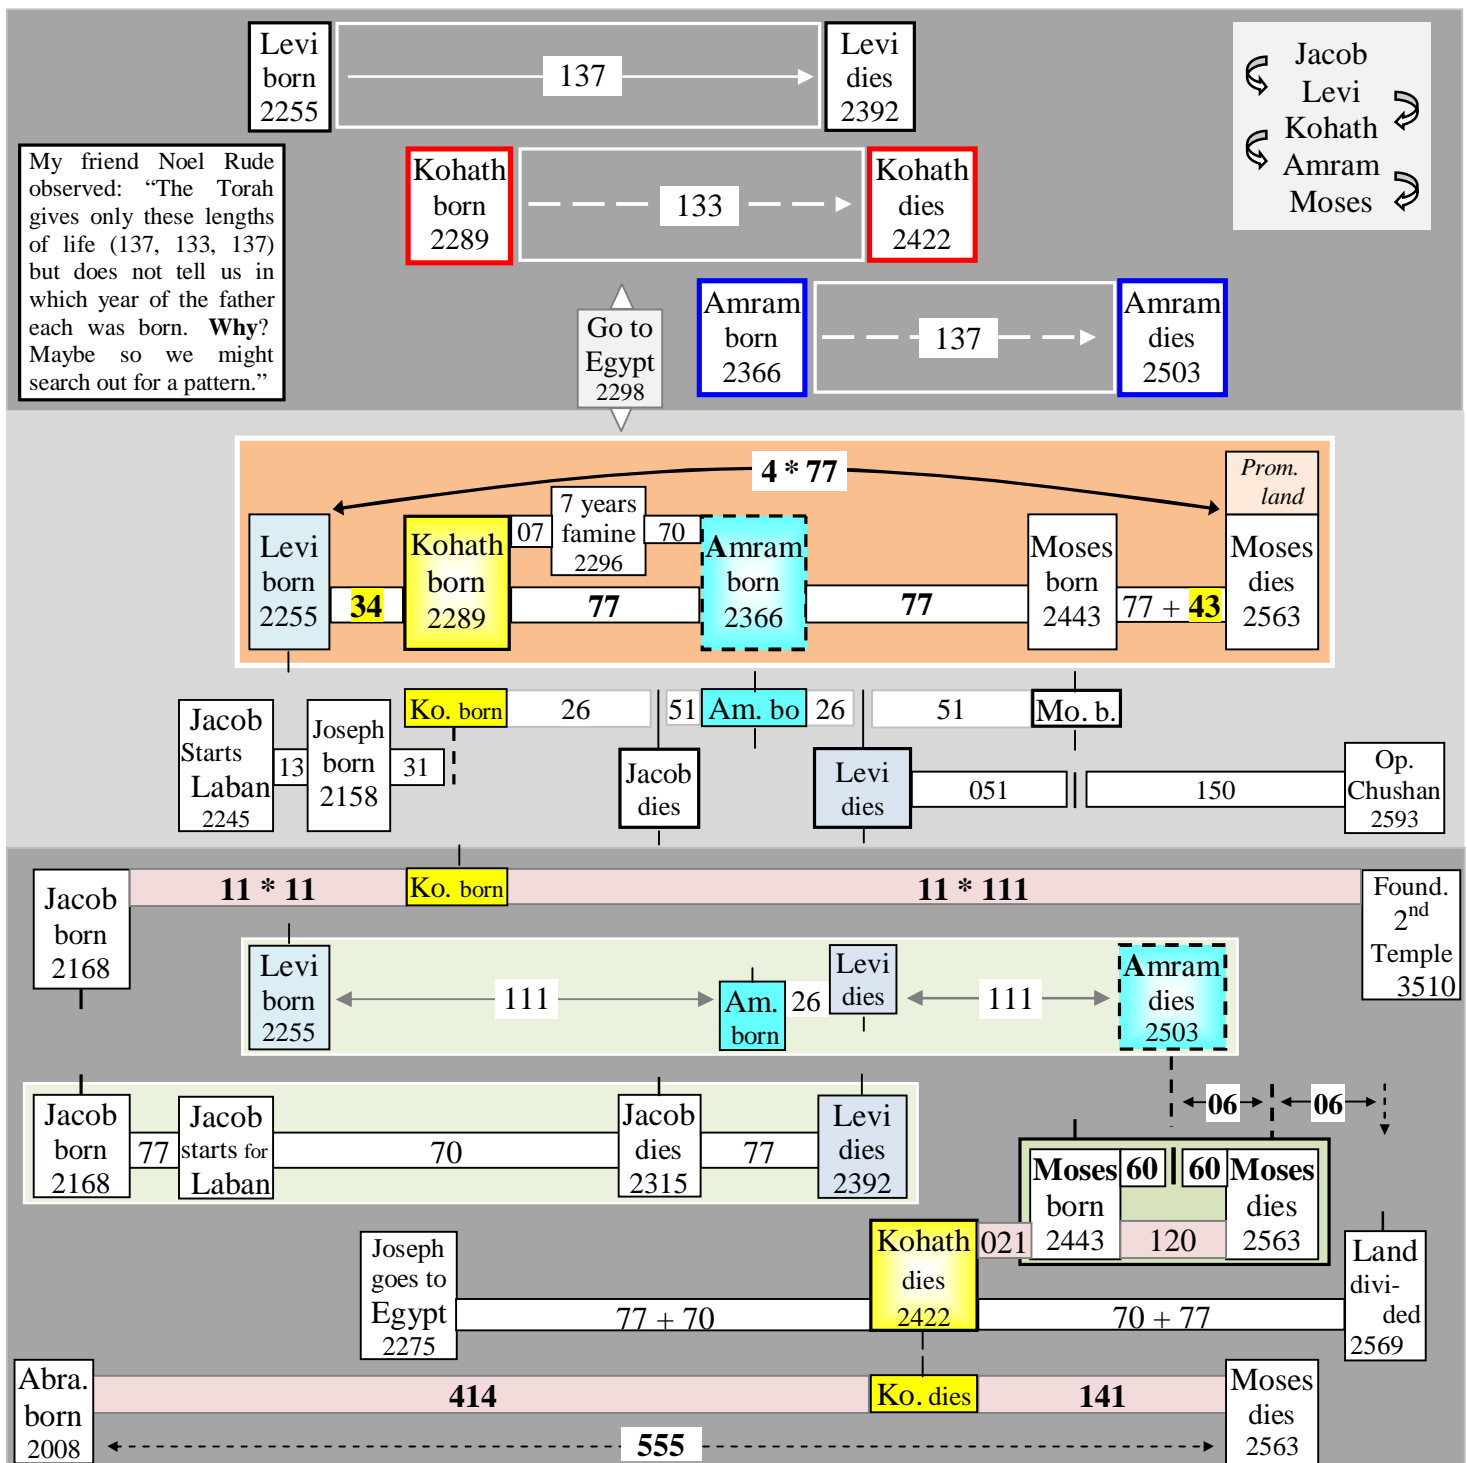 Levi
born
2255
137
Levi
dies
2392
Jacob
Levi
Kohath
Amram
Moses
My friend Noel Rude
observed: “The Torah
gives only these lengths
of life (137, 133, 137)
but does not tell us in
which year of the father
each was born. Why?
Maybe so we might
search out for a pattern.”
Kohath
born
2289
133
Kohath
dies
2422
Go to
Egypt
2298
Amram
born
2366
137
Amram
dies
2503
4 * 77
Prom.
land
Levi
born
2255
34
Kohath
born
2289
07
7 years
famine
2296
70
77
Amram
born
2366
77
Moses
born
2443
77 + 43
Moses
dies
2563
Jacob
Starts
Laban
2245
13
Joseph
born
2158
31
Ko. born
26
51
Am. bo
26
51
Mo. b.
Jacob
dies
Levi
dies
051
150
Op.
Chushan
2593
Jacob
born
2168
11 * 11
Ko. born
11 * 111
Found.
2nd
Temple
3510
Levi
born
2255
111
Am.
born
26
Levi
dies
111
Amram
dies
2503
Jacob
born
2168
77
Jacob
starts for
Laban
70
Jacob
dies
2315
77
Levi
dies
2392
06
06
Moses
born
2443
60
60
Moses
dies
2563
021
120
Joseph
goes to
Egypt
2275
77 + 70
Kohath
dies
2422
70 + 77
Land
divi-
ded
2569
Abra.
born
2008
414
Ko. dies
141
Moses
dies
2563
555